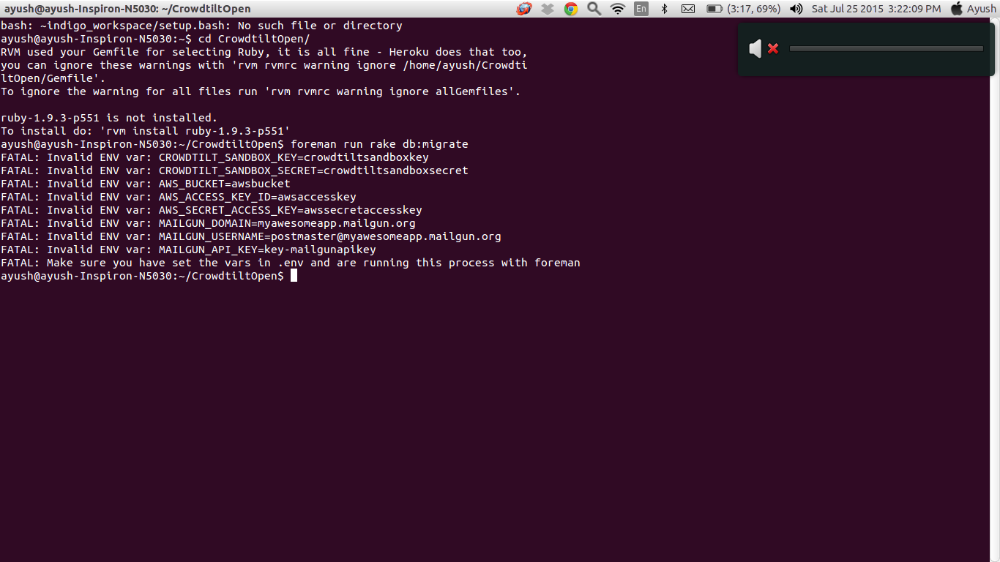 ayush@ayush-Inspiron-N5030: ~/CrowdtiltOpen
En
(3:17, 69%)
Sat Jul 25 2015 3:22:09 PM
Ayush
bash: ~indigo_workspace/setup.bash: No such file or directory
ayush@ayush-Inspiron-N5030:~$ cd CrowdtiltOpen/
RVM used your Gemfile for selecting Ruby, it is all fine - Heroku does that too,
you can ignore these warnings with 'rvm rvmrc warning ignore /home/ayush/Crowdti
ltOpen/Gemfile'.
To ignore the warning for all files run 'rvm rvmrc warning ignore allGemfiles'.

ruby-1.9.3-p551 is not installed.
To install do: 'rvm install ruby-1.9.3-p551'
ayush@ayush-Inspiron-N5030:~/CrowdtiltOpen$ foreman run rake db:migrate
FATAL: Invalid ENV var: CROWDTILT_SANDBOX_KEY=crowdtiltsandboxkey
FATAL: Invalid ENV var: CROWDTILT_SANDBOX_SECRET=crowdtiltsandboxsecret
FATAL: Invalid ENV var: AWS_BUCKET=awsbucket
FATAL: Invalid ENV var: AWS_ACCESS_KEY_ID=awsaccesskey
FATAL: Invalid ENV var: AWS_SECRET_ACCESS_KEY=awssecretaccesskey
FATAL: Invalid ENV var: MAILGUN_DOMAIN=myawesomeapp.mailgun.org
FATAL: Invalid ENV var: MAILGUN_USERNAME=postmaster@myawesomeapp.mailgun.org
FATAL: Invalid ENV var: MAILGUN_API_KEY=key-mailgunapikey
FATAL: Make sure you have set the vars in .env and are running this process with foreman
ayush@ayush-Inspiron-N5030:~/CrowdtiltOpen$